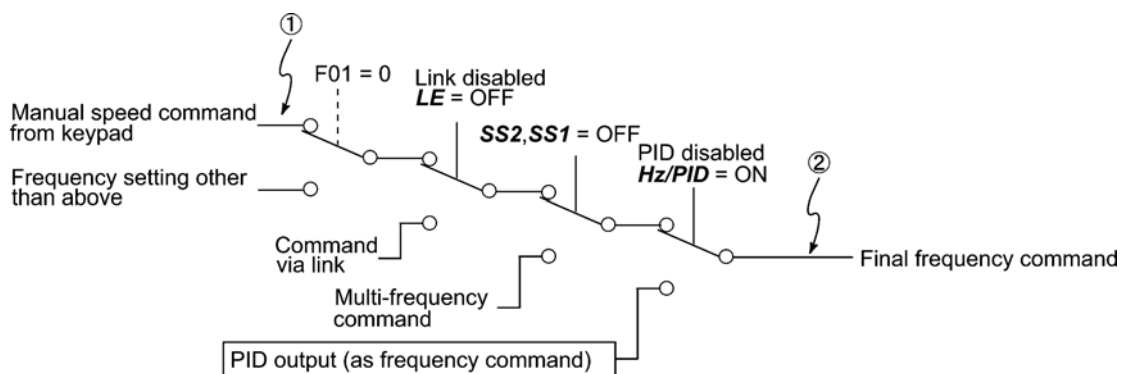 ①
F01 = 0
Link disabled
LE = OFF
Manual speed command
from keypad
SS2,SS1 = OFF
PID disabled
Hz/PID = ON
②
Frequency setting other
than above
Command
via link
Final frequency command
Multi-frequency
command
PID output (as frequency command)